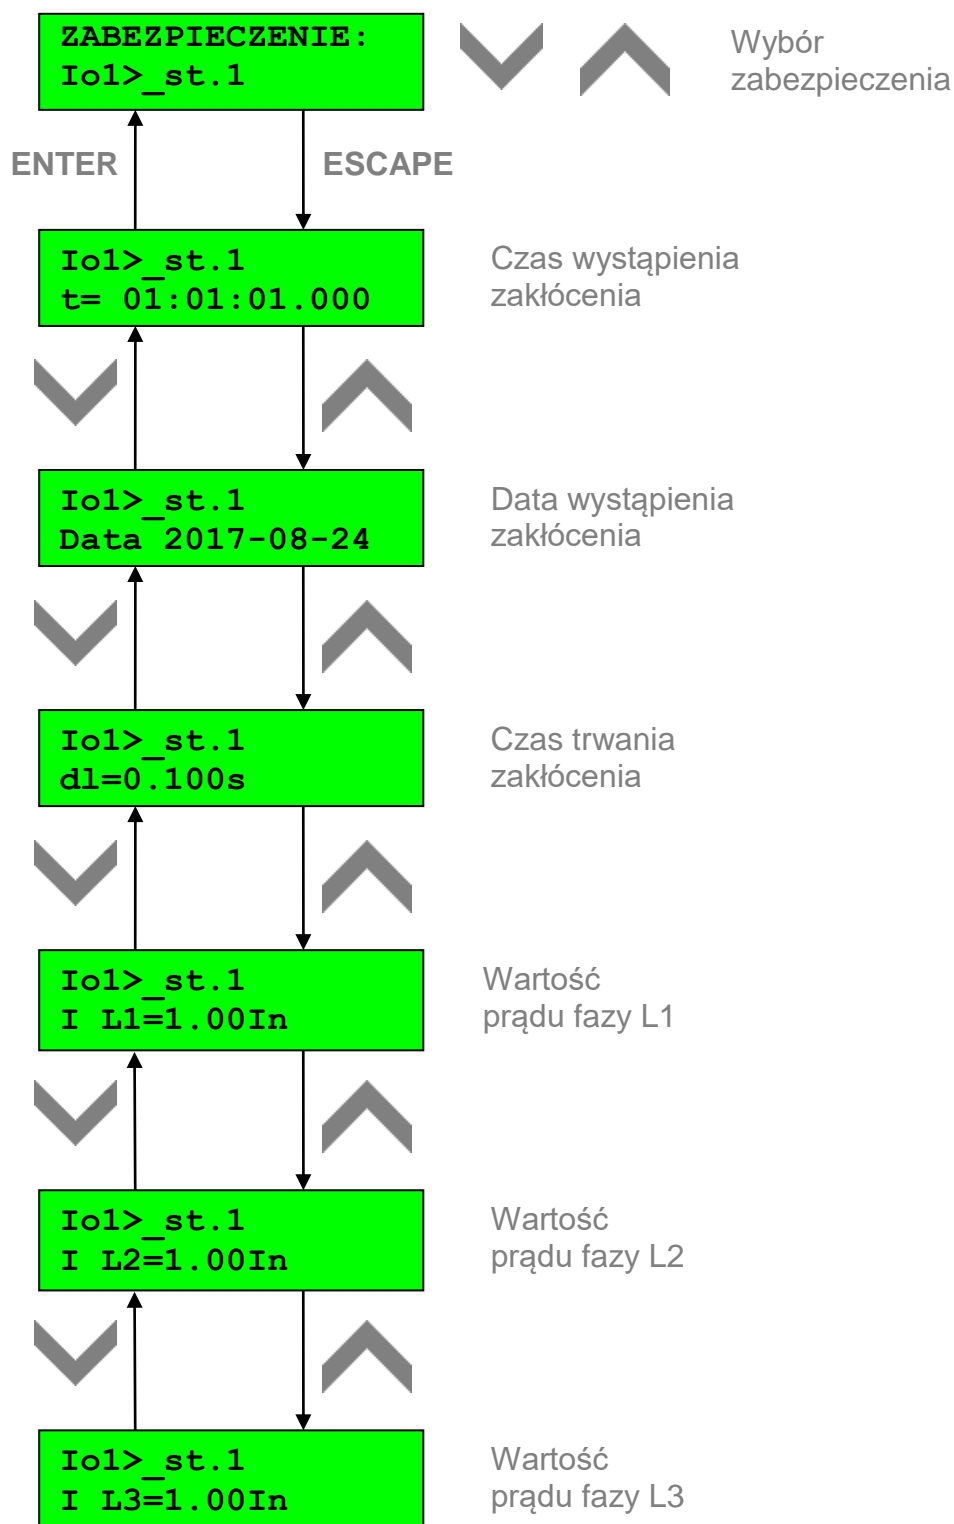 ZABEZPIECZENIE:
Io1>_st.1
Wybór
zabezpieczenia
ENTER
ESCAPE
Io1>_st.1
t= 01:01:01.000
Czas wystąpienia
zakłócenia
Io1>_st.1
Data 2017-08-24
Data wystąpienia
zakłócenia
Io1>_st.1
dl=0.100s
Czas trwania
zakłócenia
Io1>_st.1
I L1=1.00In
Wartość
prądu fazy L1
Io1>_st.1
I L2=1.00In
Wartość
prądu fazy L2
Io1>_st.1
I L3=1.00In
Wartość
prądu fazy L3